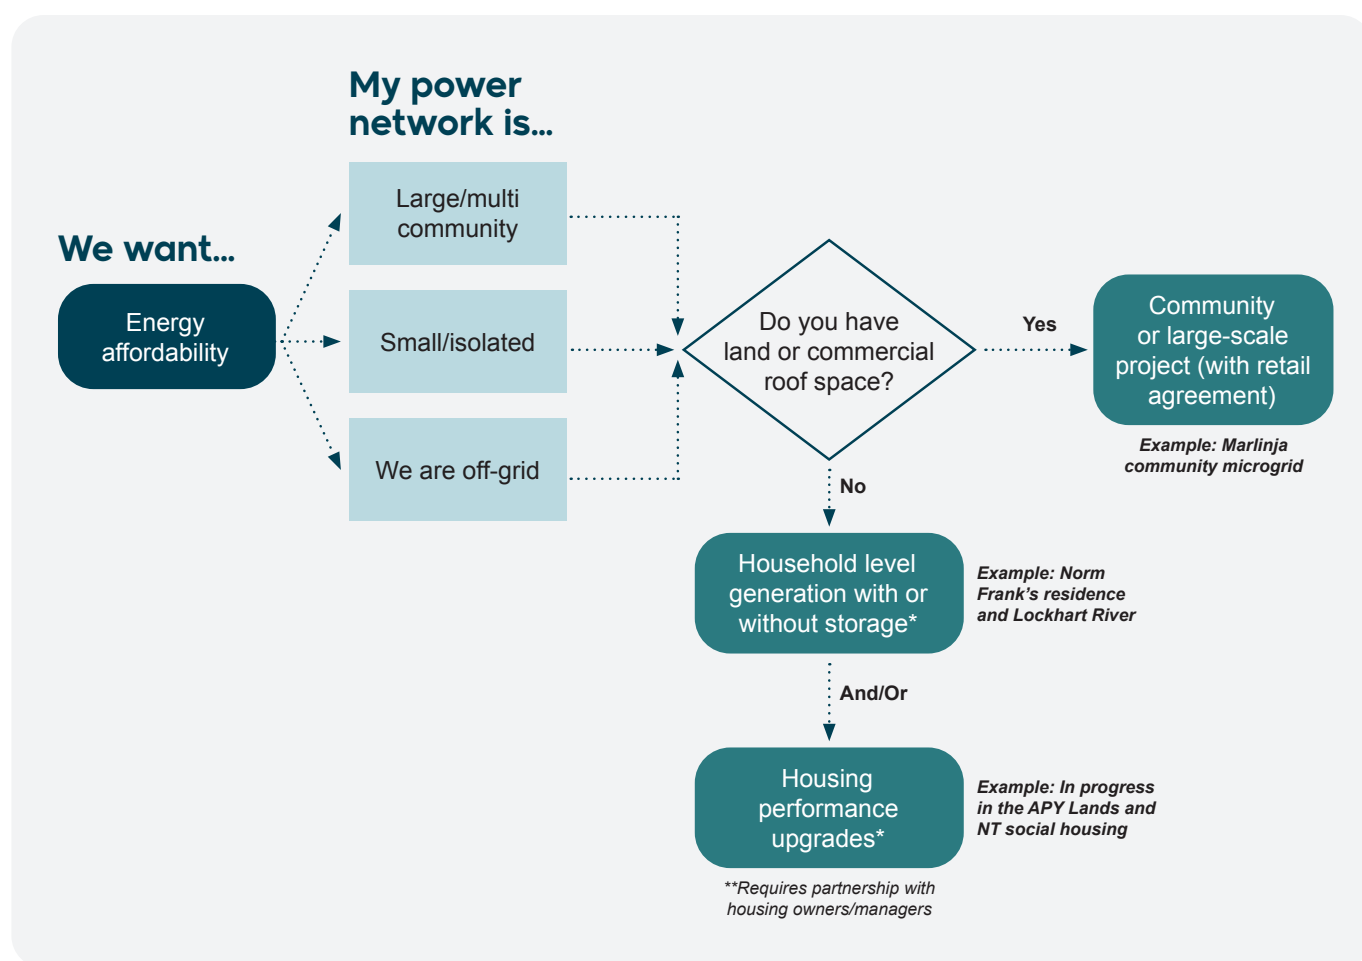 We want...
Energy
affordability
My power
network is...
Large/multi
community
Small/isolated
We are off-grid
Do you have
land or commercial
roof space?
Yes
Community
or large-scale
project (with retail
agreement)
Example: Marlinja
community microgrid
No
Household level
generation with or
without storage*
Example: Norm
Frank's residence
and Lockhart River
And/Or
Housing
performance
upgrades*
Example: In progress
in the APY Lands and
NT social housing
**Requires partnership with
housing owners/managers